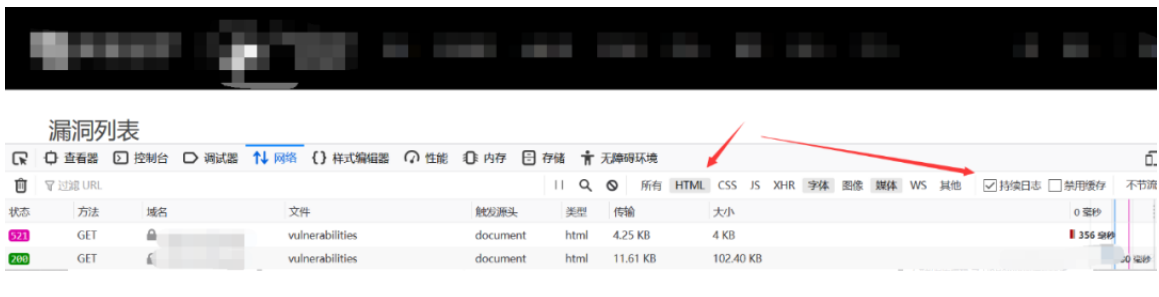 漏洞列表
查看器 控制台 调试器 网络 {} 样式编辑器 性能 内存 存储 无障碍环境
过滤 URL 所有 HTML CSS JS XHR 字体 图像 媒体 WS 其他 持续日志 禁用缓存 不节流
状态 方法 域名 文件 触发源头 类型 传输 大小 0 毫秒
521 GET vulnerabilities document html 4.25 KB 4 KB 356 毫秒
200 GET vulnerabilities document html 11.61 KB 102.40 KB